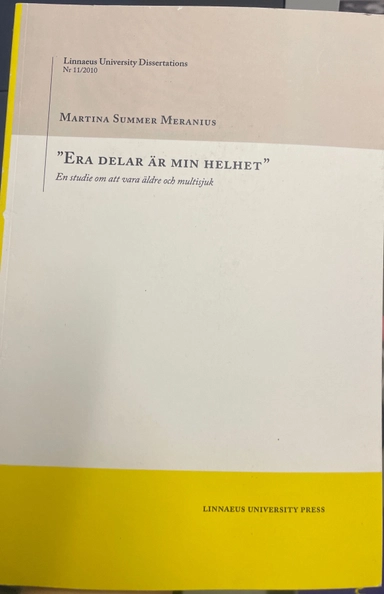 Linnaeus University Dissertations
Nr 11/2010
Martina Summer Meranius
”Era delar är min helhet”
En studie om att vara äldre och multisjuk
LINNAEUS UNIVERSITY PRESS